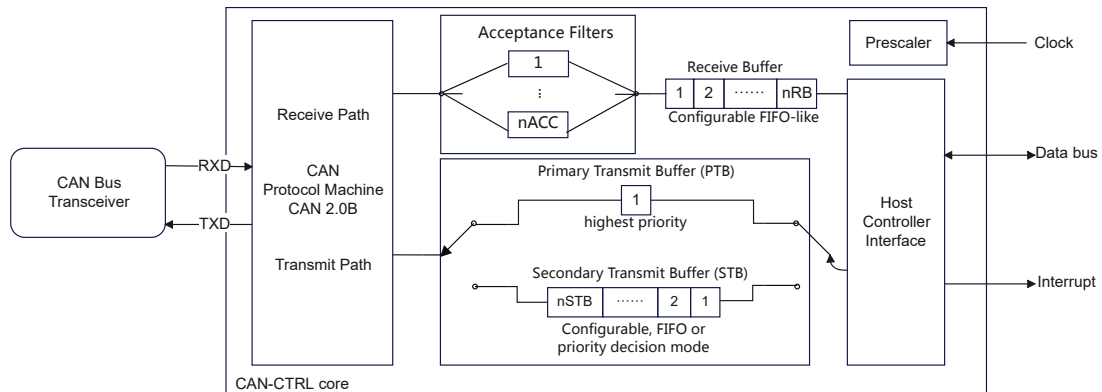 Acceptance Filters
1
⋮
nACC
Prescaler
Clock
Receive Buffer
1 2 ...... nRB
Configurable FIFO-like
Receive Path
CAN Bus
Transceiver
RXD
TXD
CAN
Protocol Machine
CAN 2.0B
Transmit Path
Primary Transmit Buffer (PTB)
1
highest priority
Secondary Transmit Buffer (STB)
nSTB ...... 2 1
Configurable, FIFO or
priority decision mode
Host
Controller
Interface
Data bus
Interrupt
CAN-CTRL core